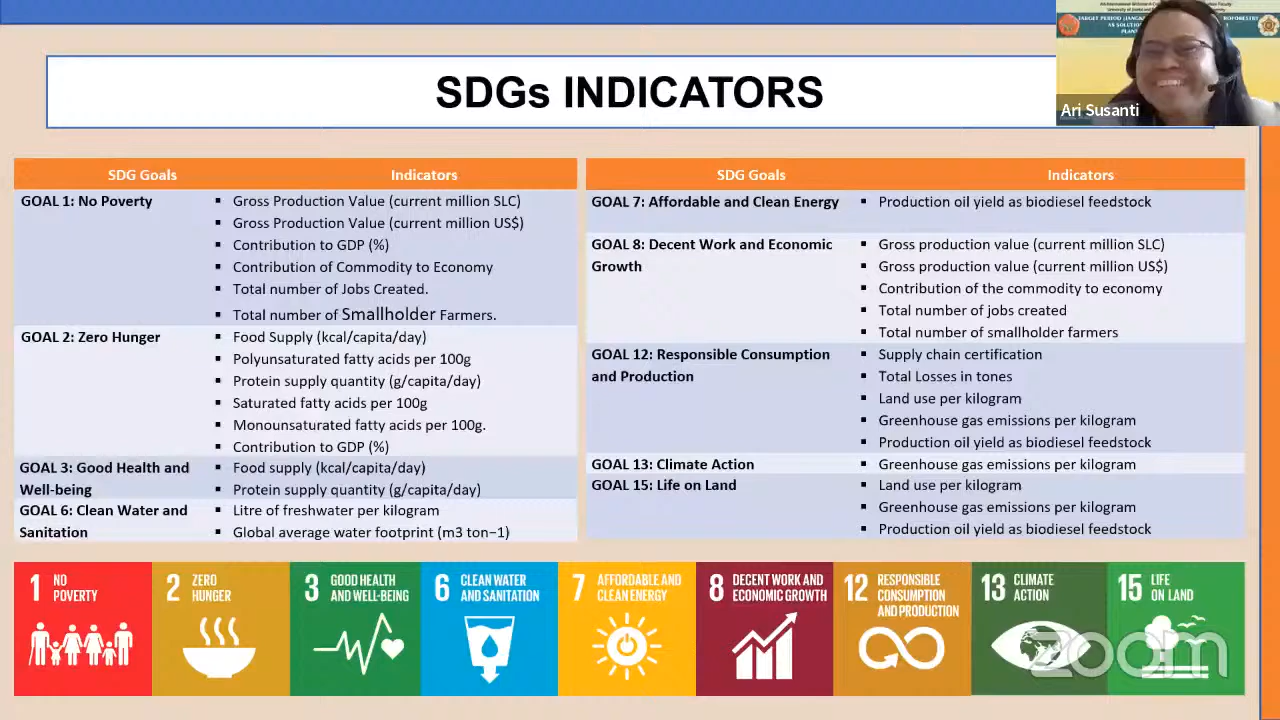 SDGs INDICATORS
Ari Susanti
SDG Goals Indicators
GOAL 1: No Poverty
▪ Gross Production Value (current million SLC)
▪ Gross Production Value (current million US$)
▪ Contribution to GDP (%)
▪ Contribution of Commodity to Economy
▪ Total number of Jobs Created.
▪ Total number of Smallholder Farmers.
GOAL 2: Zero Hunger
▪ Food Supply (kcal/capita/day)
▪ Polyunsaturated fatty acids per 100g
▪ Protein supply quantity (g/capita/day)
▪ Saturated fatty acids per 100g
▪ Monounsaturated fatty acids per 100g.
▪ Contribution to GDP (%)
GOAL 3: Good Health and
Well-being
▪ Food supply (kcal/capita/day)
▪ Protein supply quantity (g/capita/day)
GOAL 6: Clean Water and
Sanitation
▪ Litre of freshwater per kilogram
▪ Global average water footprint (m3 ton−1)
SDG Goals Indicators
GOAL 7: Affordable and Clean Energy
▪ Production oil yield as biodiesel feedstock
GOAL 8: Decent Work and Economic
Growth
▪ Gross production value (current million SLC)
▪ Gross production value (current million US$)
▪ Contribution of the commodity to economy
▪ Total number of jobs created
▪ Total number of smallholder farmers
GOAL 12: Responsible Consumption
and Production
▪ Supply chain certification
▪ Total Losses in tones
▪ Land use per kilogram
▪ Greenhouse gas emissions per kilogram
▪ Production oil yield as biodiesel feedstock
GOAL 13: Climate Action
▪ Greenhouse gas emissions per kilogram
GOAL 15: Life on Land
▪ Land use per kilogram
▪ Greenhouse gas emissions per kilogram
▪ Production oil yield as biodiesel feedstock
1 NO
POVERTY
2 ZERO
HUNGER
3 GOOD HEALTH
AND WELL-BEING
6 CLEAN WATER
AND SANITATION
7 AFFORDABLE AND
CLEAN ENERGY
8 DECENT WORK AND
ECONOMIC GROWTH
12 RESPONSIBLE
CONSUMPTION
AND PRODUCTION
13 CLIMATE
ACTION
15 LIFE
ON LAND
zoom